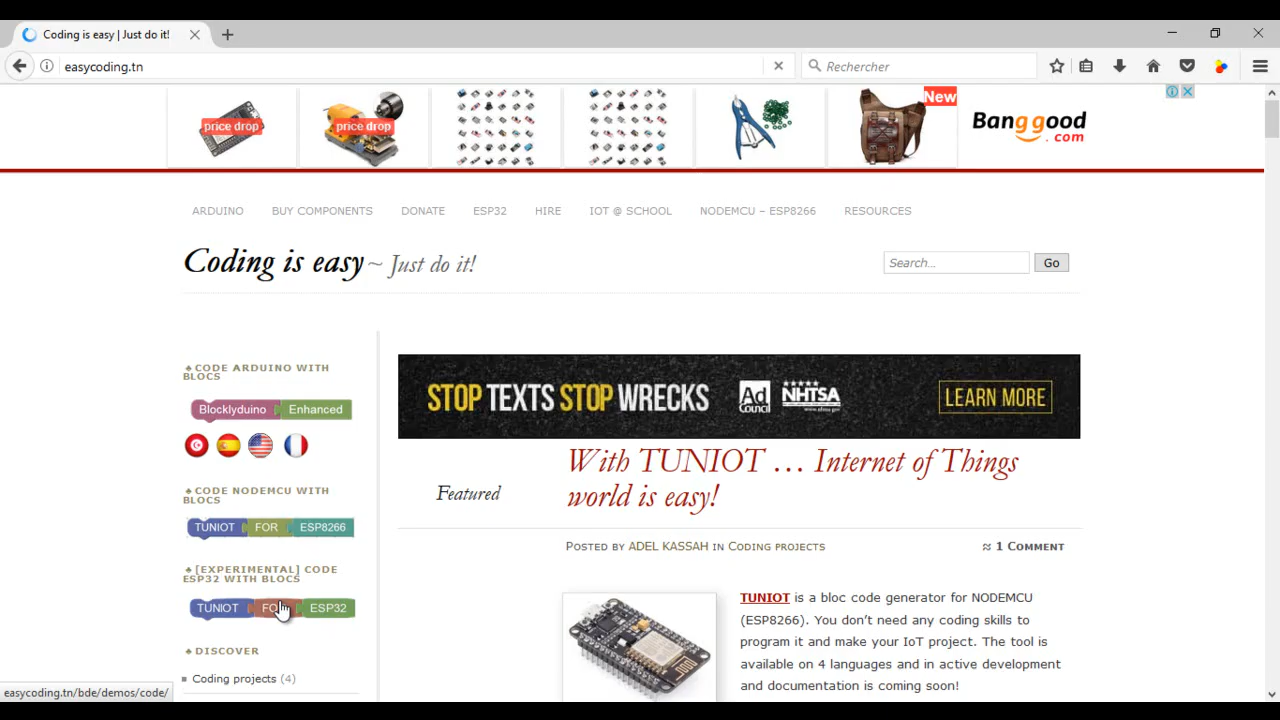 Coding is easy | Just do it!
easycoding.tn
Rechercher
price drop
price drop
New
Banggood
.com
ARDUINO BUY COMPONENTS DONATE ESP32 HIRE IOT @ SCHOOL NODEMCU – ESP8266 RESOURCES
Coding is easy ~ Just do it!
Search...
Go
♣ CODE ARDUINO WITH
BLOCS
Blocklyduino Enhanced
♣ CODE NODEMCU WITH
BLOCS
TUNIOT FOR ESP8266
♣ [EXPERIMENTAL] CODE
ESP32 WITH BLOCS
TUNIOT FO ESP32
♣ DISCOVER
Coding projects (4)
easycoding.tn/bde/demos/code/
STOP TEXTS STOP WRECKS
Ad
Council
NHTSA
www.nhtsa.gov
LEARN MORE
Featured
With TUNIOT … Internet of Things
world is easy!
POSTED BY ADEL KASSAH IN CODING PROJECTS
≈ 1 COMMENT
TUNIOT is a bloc code generator for NODEMCU
(ESP8266). You don’t need any coding skills to
program it and make your IoT project. The tool is
available on 4 languages and in active development
and documentation is coming soon!